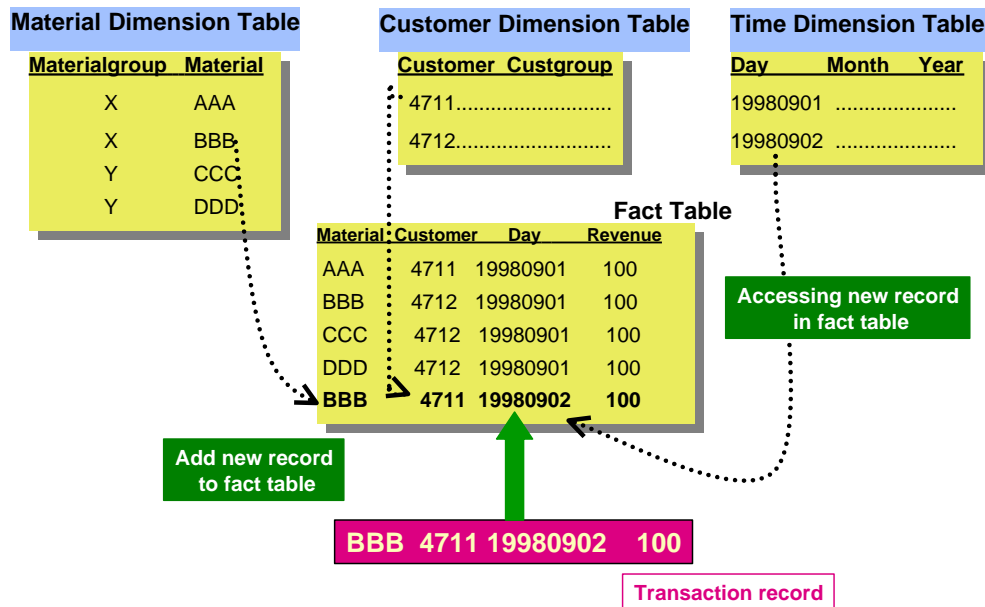 Material Dimension Table
Materialgroup Material
X AAA
X BBB
Y CCC
Y DDD
Customer Dimension Table
Customer Custgroup
4711...........................
4712...........................
Time Dimension Table
Day Month Year
19980901 .....................
19980902 .....................
Fact Table
Material Customer Day Revenue
AAA 4711 19980901 100
BBB 4712 19980901 100
CCC 4712 19980901 100
DDD 4712 19980901 100
BBB 4711 19980902 100
Accessing new record
in fact table
Add new record
to fact table
BBB 4711 19980902 100
Transaction record